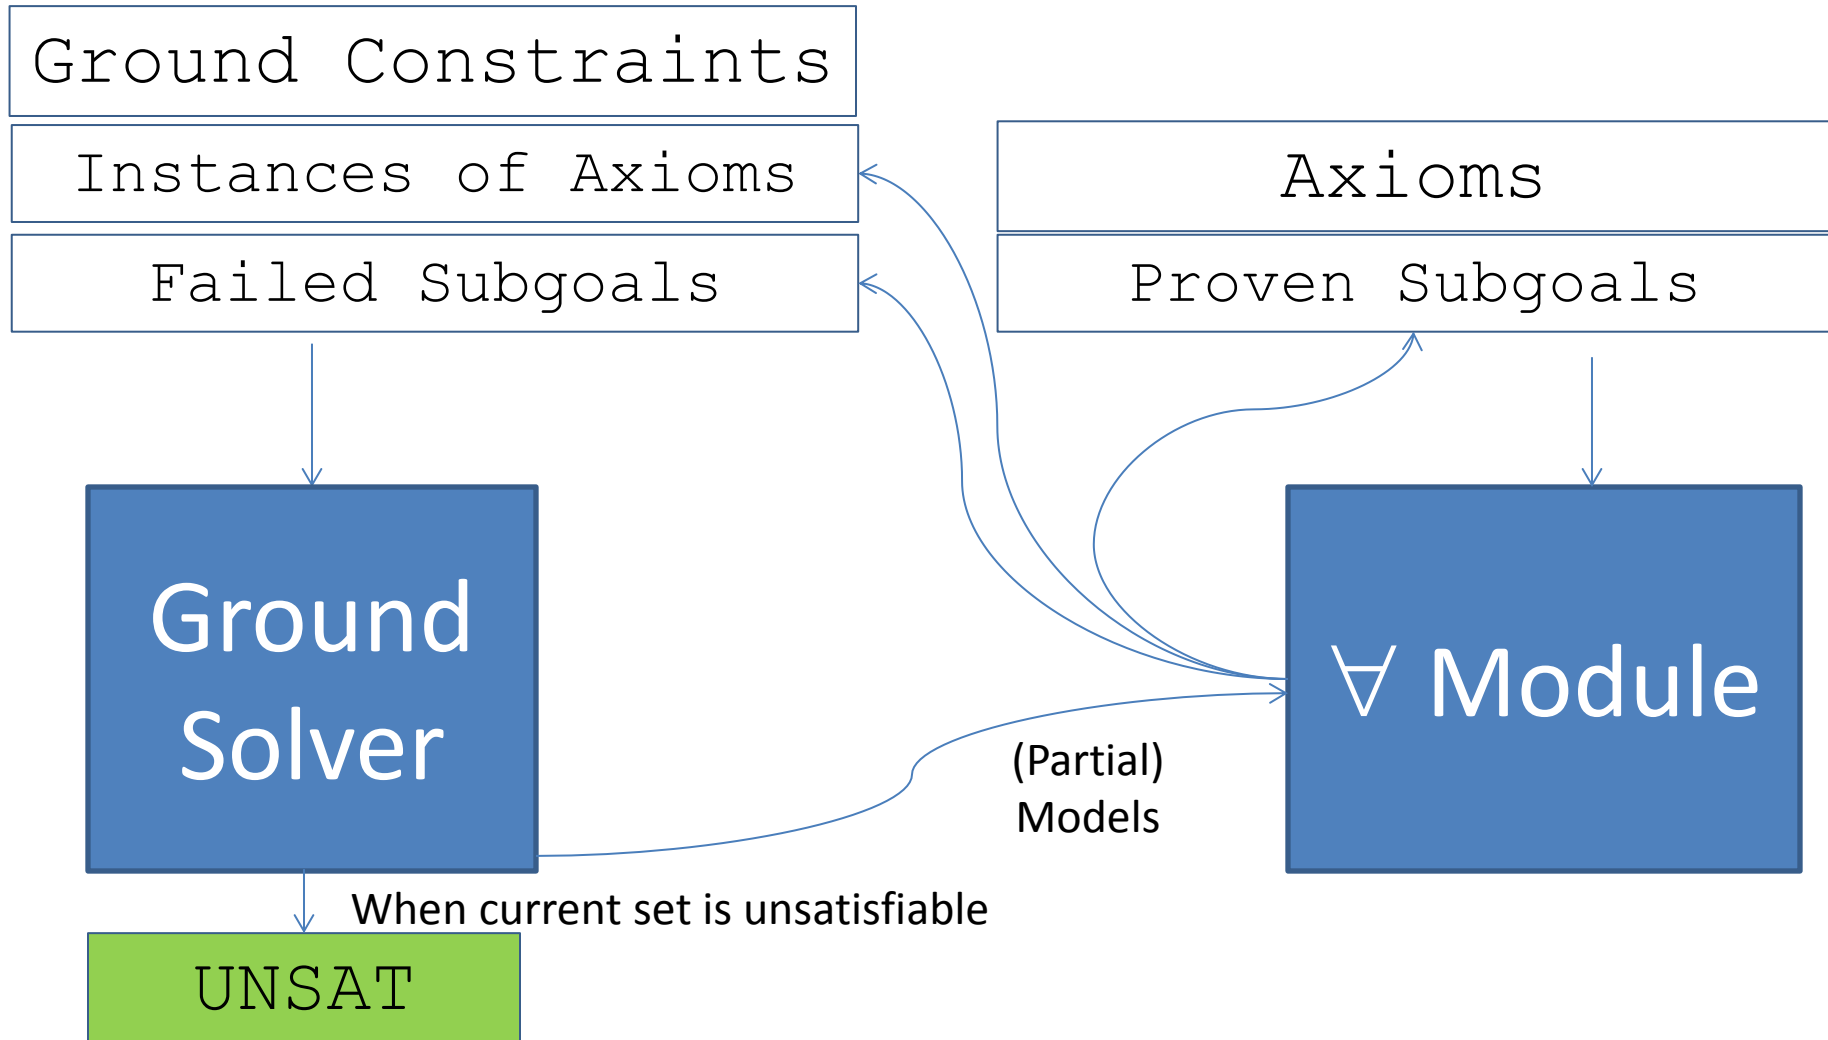 Ground Constraints
Instances of Axioms
Failed Subgoals
Axioms
Proven Subgoals
Ground
Solver
∀ Module
(Partial)
Models
When current set is unsatisfiable
UNSAT